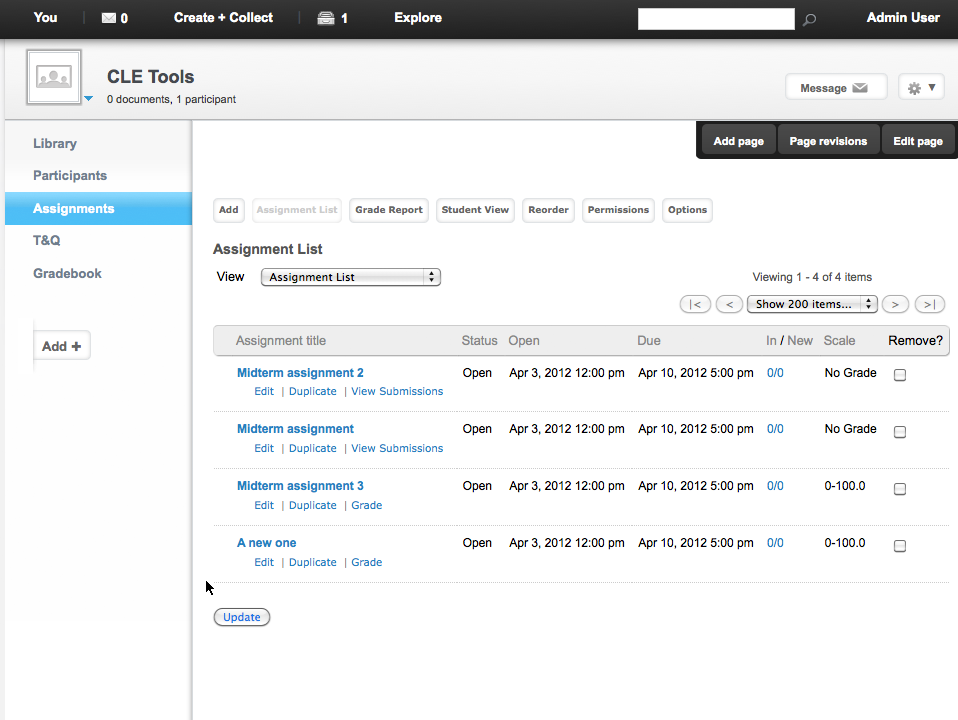 You 0 Create + Collect 1 Explore Admin User
CLE Tools
0 documents, 1 participant
Message
Library
Participants
Assignments
T&Q
Gradebook
Add +
Add page Page revisions Edit page
Add Assignment List Grade Report Student View Reorder Permissions Options
Assignment List
View Assignment List
Viewing 1 - 4 of 4 items
|< < Show 200 items... > >|
Assignment title Status Open Due In / New Scale Remove?
Midterm assignment 2 Open Apr 3, 2012 12:00 pm Apr 10, 2012 5:00 pm 0/0 No Grade
Edit | Duplicate | View Submissions
Midterm assignment Open Apr 3, 2012 12:00 pm Apr 10, 2012 5:00 pm 0/0 No Grade
Edit | Duplicate | View Submissions
Midterm assignment 3 Open Apr 3, 2012 12:00 pm Apr 10, 2012 5:00 pm 0/0 0-100.0
Edit | Duplicate | Grade
A new one Open Apr 3, 2012 12:00 pm Apr 10, 2012 5:00 pm 0/0 0-100.0
Edit | Duplicate | Grade
Update